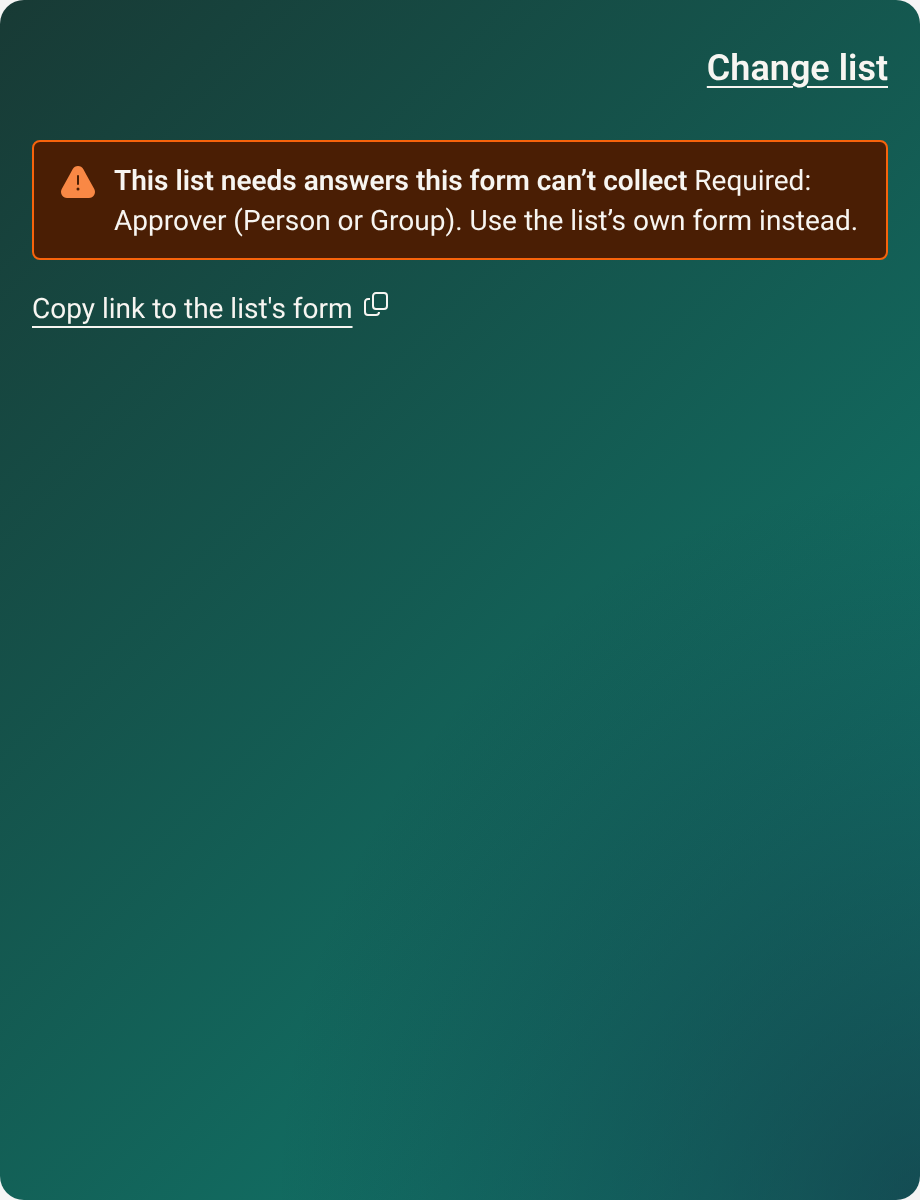 Change list
This list needs answers this form can’t collect Required:
Approver (Person or Group). Use the list’s own form instead.
Copy link to the list's form